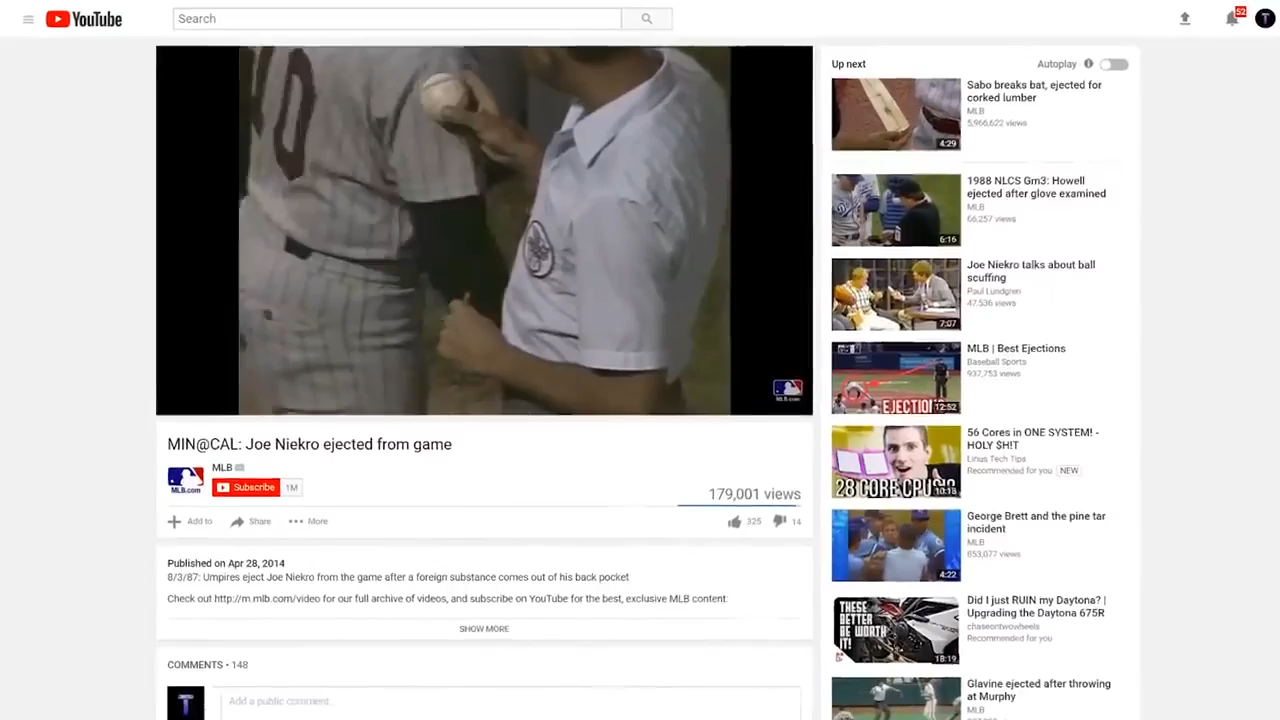 YouTube
Search
52
T
Up next
Autoplay
Sabo breaks bat, ejected for
corked lumber
MLB
5,966,622 views
4:29
1988 NLCS Gm3: Howell
ejected after glove examined
MLB
66,257 views
6:16
Joe Niekro talks about ball
scuffing
Paul Lundgren
47,536 views
7:07
MLB | Best Ejections
Baseball Sports
937,753 views
EJECTIO
12:52
56 Cores in ONE SYSTEM! -
HOLY $H!T
Linus Tech Tips
Recommended for you NEW
28 CORE CPU
10:18
George Brett and the pine tar
incident
MLB
853,077 views
4:22
Did I just RUIN my Daytona? |
Upgrading the Daytona 675R
chaseontwowheels
Recommended for you
THESE
BETTER
BE WORTH
IT!
18:19
Glavine ejected after throwing
at Murphy
MLB
0
MLB.com
MIN@CAL: Joe Niekro ejected from game
MLB
MLB.com
Subscribe 1M
179,001 views
Add to Share More
325 14
Published on Apr 28, 2014
8/3/87: Umpires eject Joe Niekro from the game after a foreign substance comes out of his back pocket
Check out http://m.mlb.com/video for our full archive of videos, and subscribe on YouTube for the best, exclusive MLB content:
SHOW MORE
COMMENTS • 148
T
Add a public comment...